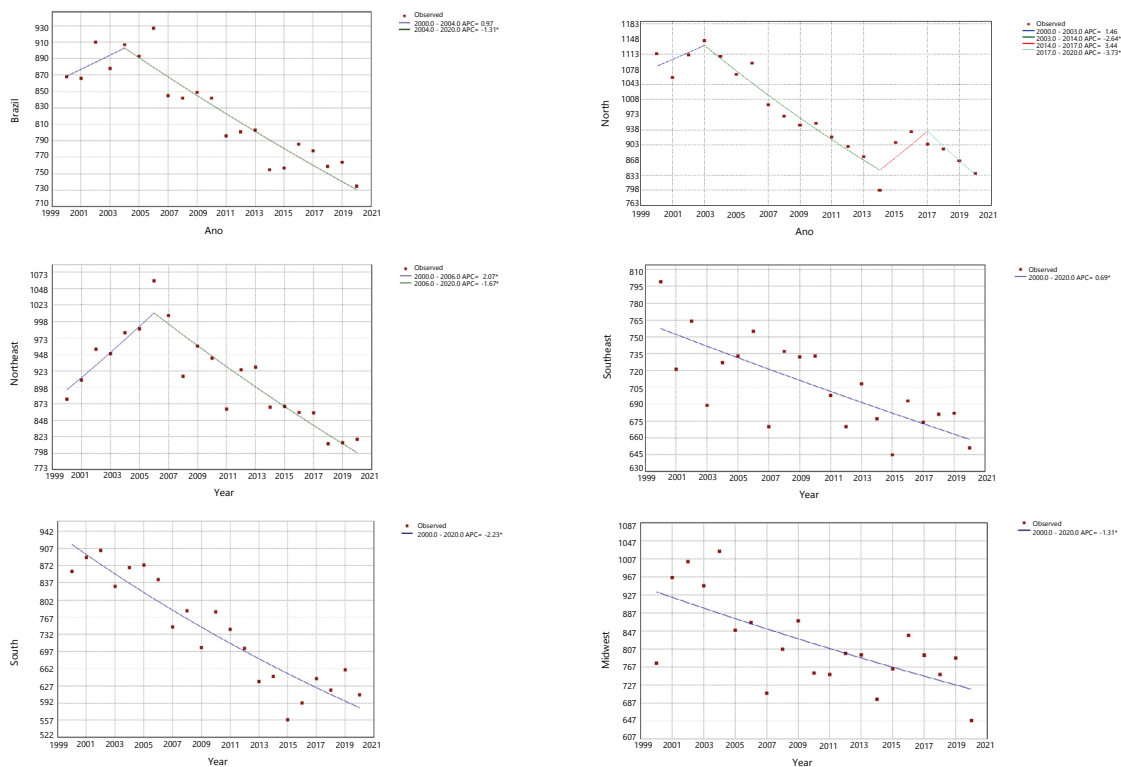 930
910
890
870
850
830
810
790
770
750
730
710
Brazil
1999 2001 2003 2005 2007 2009 2011 2013 2015 2017 2019 2021
Ano
Observed
2000.0 - 2004.0 APC= 0.97
2004.0 - 2020.0 APC= -1.31*
1183
1148
1113
1078
1043
1008
973
938
903
868
833
798
763
North
1999 2001 2003 2005 2007 2009 2011 2013 2015 2017 2019 2021
Ano
Observed
2000.0 - 2003.0 APC= 1.46
2003.0 - 2014.0 APC= -2.64*
2014.0 - 2017.0 APC= 3.44
2017.0 - 2020.0 APC= -3.73*
1073
1048
1023
998
973
948
923
898
873
848
823
798
773
Northeast
1999 2001 2003 2005 2007 2009 2011 2013 2015 2017 2019 2021
Year
Observed
2000.0 - 2006.0 APC= 2.07*
2006.0 - 2020.0 APC= -1.67*
810
795
780
765
750
735
720
705
690
675
660
645
630
Southeast
1999 2001 2003 2005 2007 2009 2011 2013 2015 2017 2019 2021
Year
Observed
2000.0 - 2020.0 APC= 0.69*
942
907
872
837
802
767
732
697
662
627
592
557
522
South
1999 2001 2003 2005 2007 2009 2011 2013 2015 2017 2019 2021
Year
Observed
2000.0 - 2020.0 APC= -2.23*
1087
1047
1007
967
927
887
847
807
767
727
687
647
607
Midwest
1999 2001 2003 2005 2007 2009 2011 2013 2015 2017 2019 2021
Year
Observed
2000.0 - 2020.0 APC= -1.31*